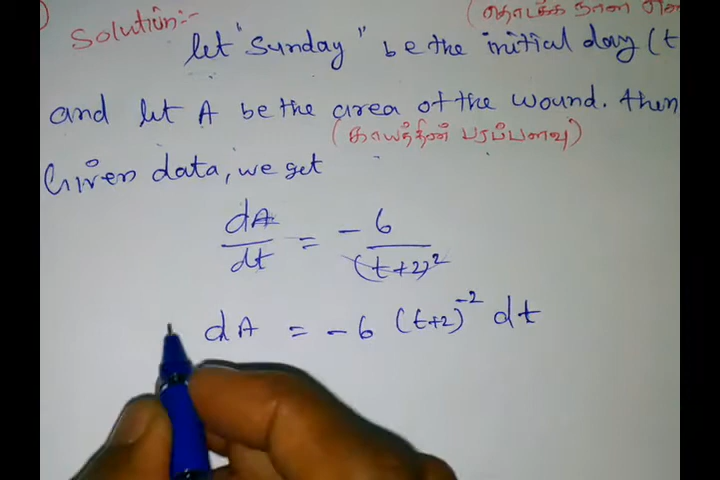 (தொடக்க நாள்
Solution:-
let "Sunday" be the initial day (t
and let A be the area of the wound. Then
(காயத்தின் பரப்பளவு)
Given data, we get
dA/dt = -6/(t+2)²
dA = -6 (t+2)⁻² dt